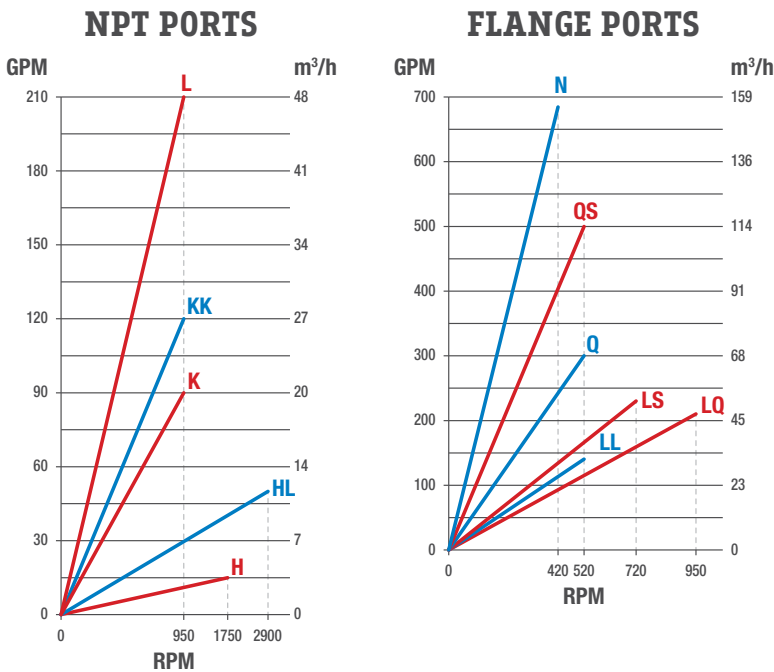 NPT PORTS
GPM
m³/h
210
180
150
120
90
60
30
0
48
41
34
27
20
14
7
0
L
KK
K
HL
H
0
950
1750
2900
RPM
FLANGE PORTS
GPM
m³/h
700
600
500
400
300
200
100
0
159
136
114
91
68
45
23
0
N
QS
Q
LS
LQ
LL
0
420
520
720
950
RPM